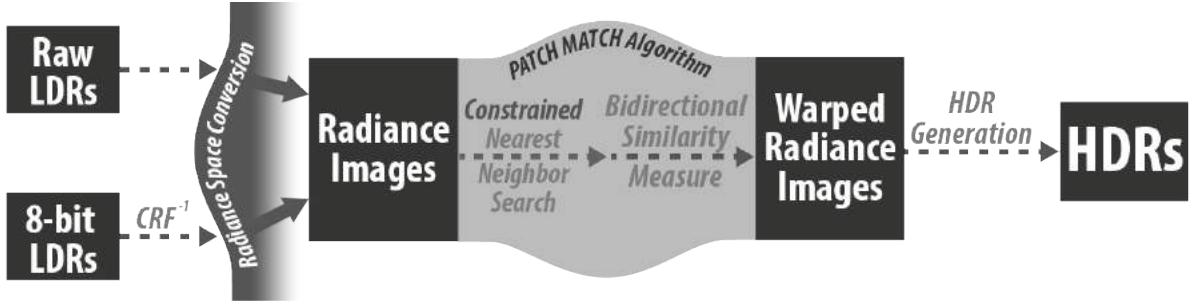 Raw
LDRs
8-bit
LDRs
CRF⁻¹
Radiance Space Conversion
Radiance
Images
PATCH MATCH Algorithm
Constrained
Nearest
Neighbor
Search
Bidirectional
Similarity
Measure
Warped
Radiance
Images
HDR
Generation
HDRs